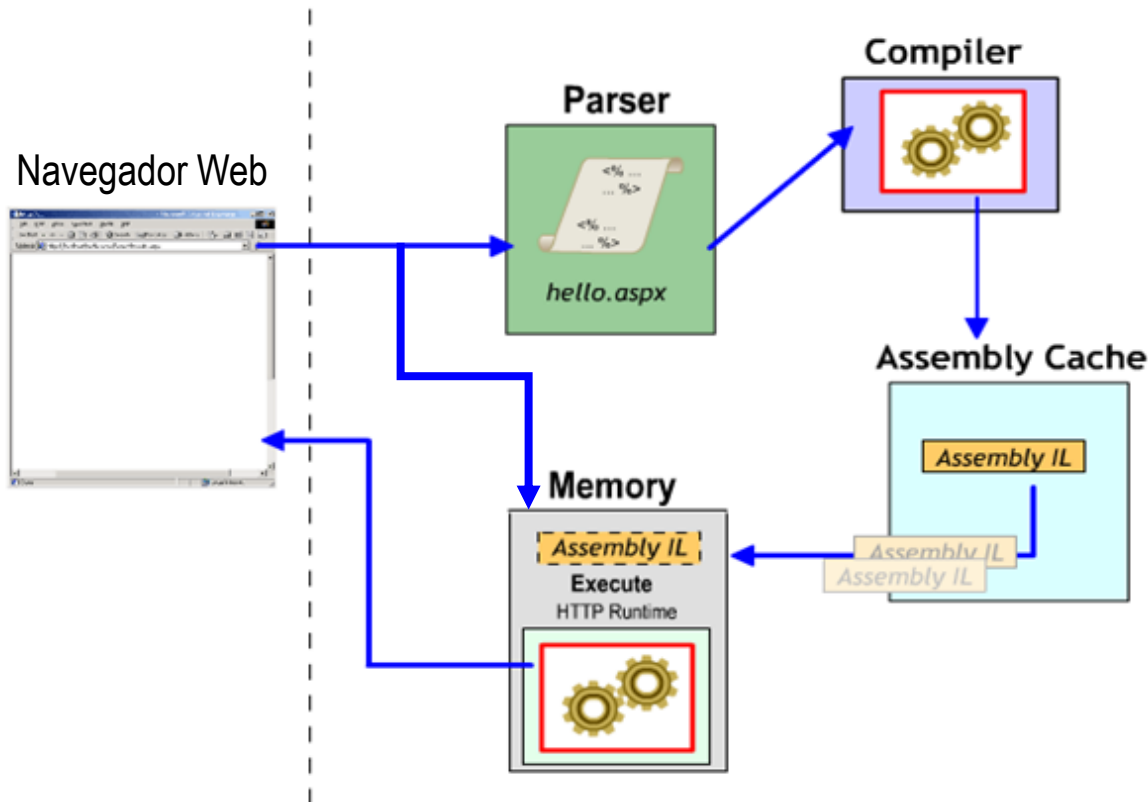 Compiler
Parser
<% ...
... %>
<% ...
... %>
hello.aspx
Navegador Web
Assembly Cache
Assembly IL
Assembly IL
Assembly IL
Memory
Assembly IL
Execute
HTTP Runtime